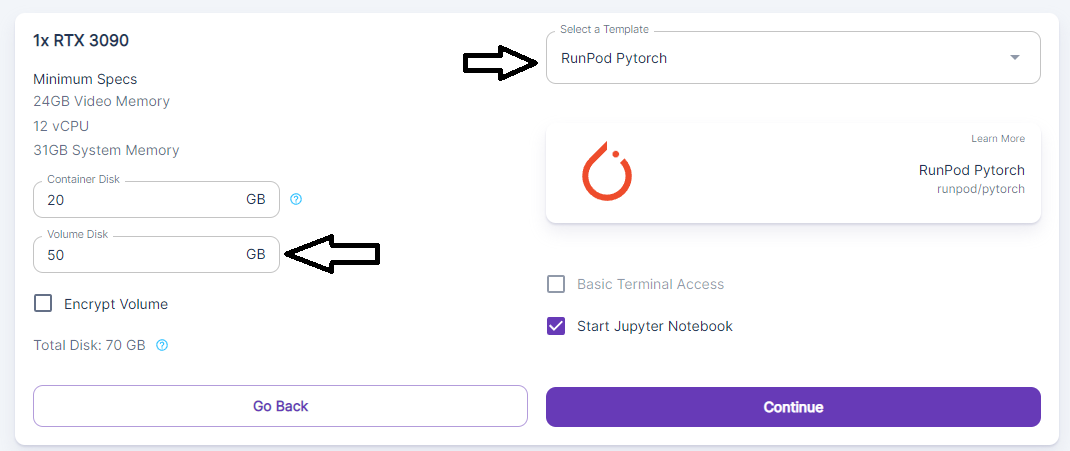 1x RTX 3090
Minimum Specs
24GB Video Memory
12 vCPU
31GB System Memory
Container Disk
20 GB
Volume Disk
50 GB
Encrypt Volume
Total Disk: 70 GB
Go Back
Select a Template
RunPod Pytorch
Learn More
RunPod Pytorch
runpod/pytorch
Basic Terminal Access
Start Jupyter Notebook
Continue